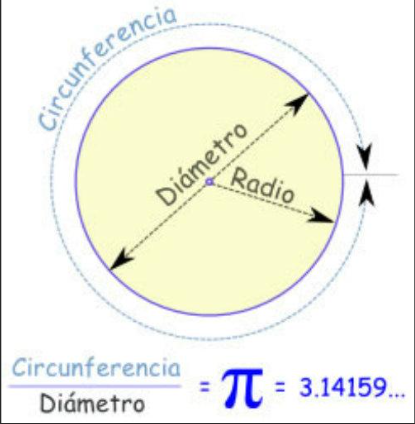 Circunferencia
Diámetro
Radio
Circunferencia
Diámetro
= π = 3.14159...